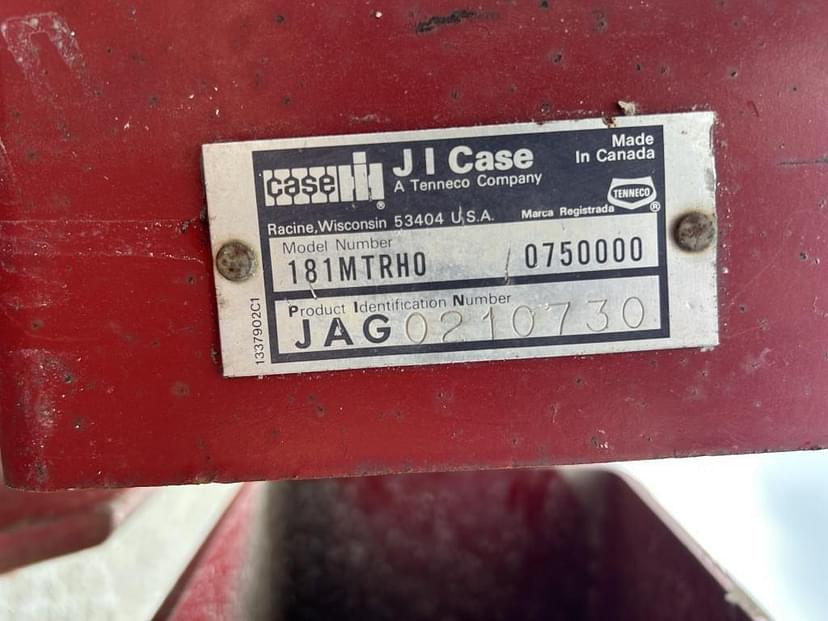 case IH ®
J I Case
A Tenneco Company
Made
In Canada
TENNECO ®
Racine, Wisconsin 53404 U.S.A. Marca Registrada
Model Number
181MTRH0 0750000
Product Identification Number
JAG0210730
1337902C1